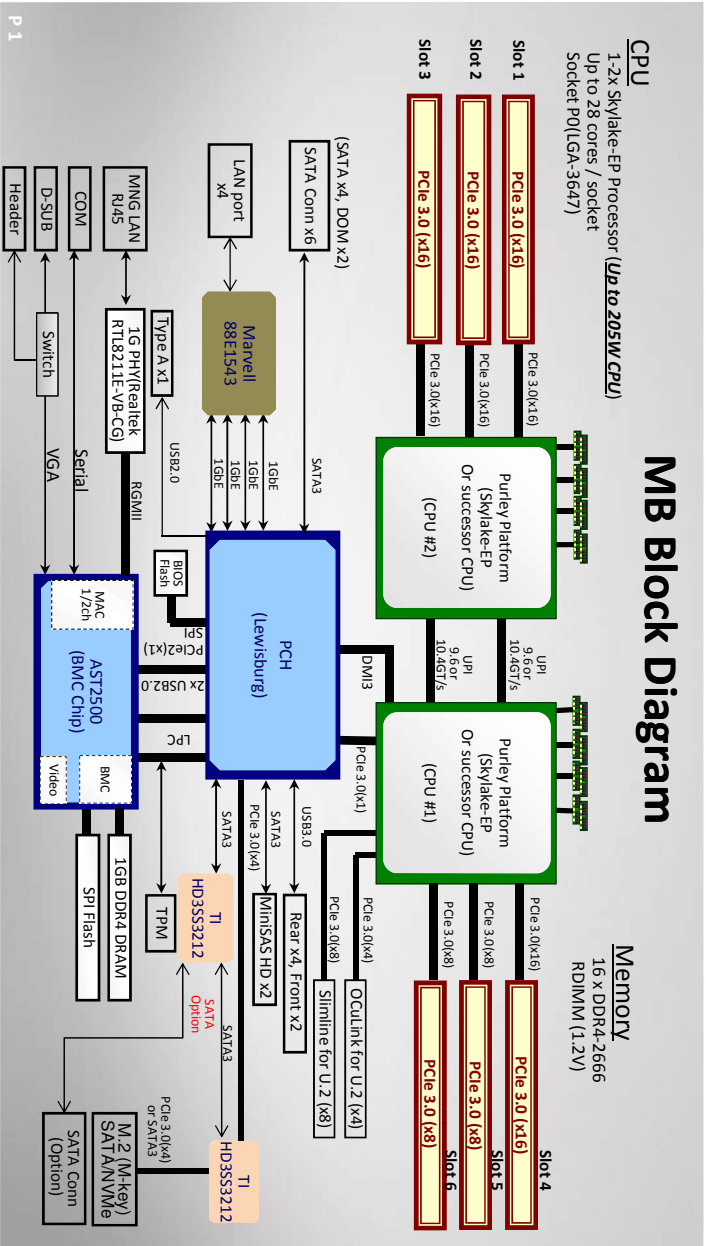 MB Block Diagram
CPU
1-2x Skylake-EP Processor (Up to 205W CPU)
Up to 28 cores / socket
Socket P0(LGA-3647)
Memory
16 x DDR4-2666
RDIMM (1.2V)
Slot 1
PCIe 3.0 (x16)
PCIe 3.0(x16)
Slot 2
PCIe 3.0 (x16)
PCIe 3.0(x16)
Slot 3
PCIe 3.0 (x16)
PCIe 3.0(x16)
Purley Platform
(Skylake-EP
Or successor CPU)
(CPU #2)
UPI
9.6 or
10.4GT/s
UPI
9.6 or
10.4GT/s
Purley Platform
(Skylake-EP
Or successor CPU)
(CPU #1)
PCIe 3.0(x16)
PCIe 3.0 (x16)
Slot 4
PCIe 3.0(x8)
PCIe 3.0 (x8)
Slot 5
PCIe 3.0(x8)
PCIe 3.0 (x8)
Slot 6
DMI3
PCIe 3.0(x1)
PCIe 3.0(x4)
OCuLink for U.2 (x4)
PCIe 3.0(x8)
Slimline for U.2 (x8)
(SATA x4, DOM x2)
SATA Conn x6
SATA3
LAN port
x4
Marvell
88E1543
1GbE
1GbE
1GbE
1GbE
Type A x1
USB2.0
PCH
(Lewisburg)
USB3.0
Rear x4, Front x2
SATA3
MiniSAS HD x2
PCIe 3.0(x4)
SATA3
TI
HD3SS3212
SATA3
SATA
Option
TI
HD3SS3212
PCIe 3.0(x4)
or SATA3
M.2 (M-key)
SATA/NVMe
SATA Conn
(Option)
BIOS
Flash
SPI
PCIe2(x1)
2x USB2.0
LPC
TPM
MNG LAN
RJ45
1G PHY(Realtek
RTL8211E-VB-CG)
RGMII
COM
Serial
D-SUB
Switch
VGA
Header
MAC
1/2ch
AST2500
(BMC Chip)
BMC
Video
1GB DDR4 DRAM
SPI Flash
P 1